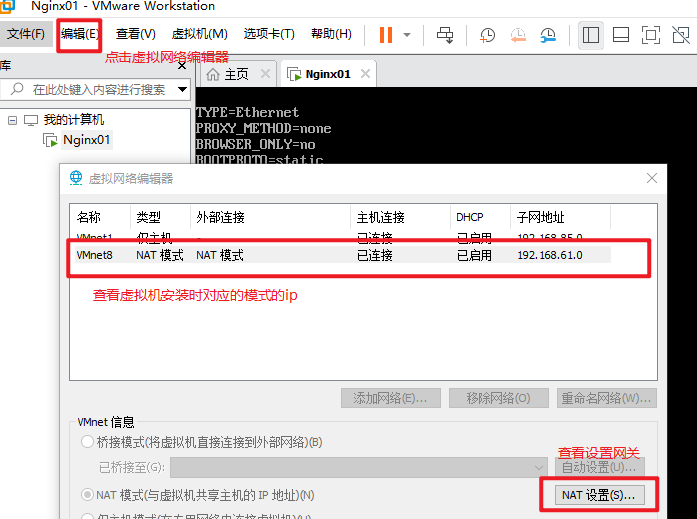 Nginx01 - VMware Workstation
文件(F) 编辑(E) 查看(V) 虚拟机(M) 选项卡(T) 帮助(H)
点击虚拟网络编辑器
库
在此处键入内容进行搜索
主页 Nginx01
我的计算机
Nginx01
TYPE=Ethernet
PROXY_METHOD=none
BROWSER_ONLY=no
BOOTPROTO=static
虚拟网络编辑器
名称 类型 外部连接 主机连接 DHCP 子网地址
VMnet1 仅主机... - 已连接 已启用 192.168.85.0
VMnet8 NAT 模式 NAT 模式 已连接 已启用 192.168.61.0
查看虚拟机安装时对应的模式的ip
添加网络(E)... 移除网络(O) 重命名网络(W)...
VMnet 信息
桥接模式(将虚拟机直接连接到外部网络)(B)
查看设置网关
已桥接至(G): 自动设置(U)...
NAT 模式(与虚拟机共享主机的 IP 地址)(N) NAT 设置(S)...